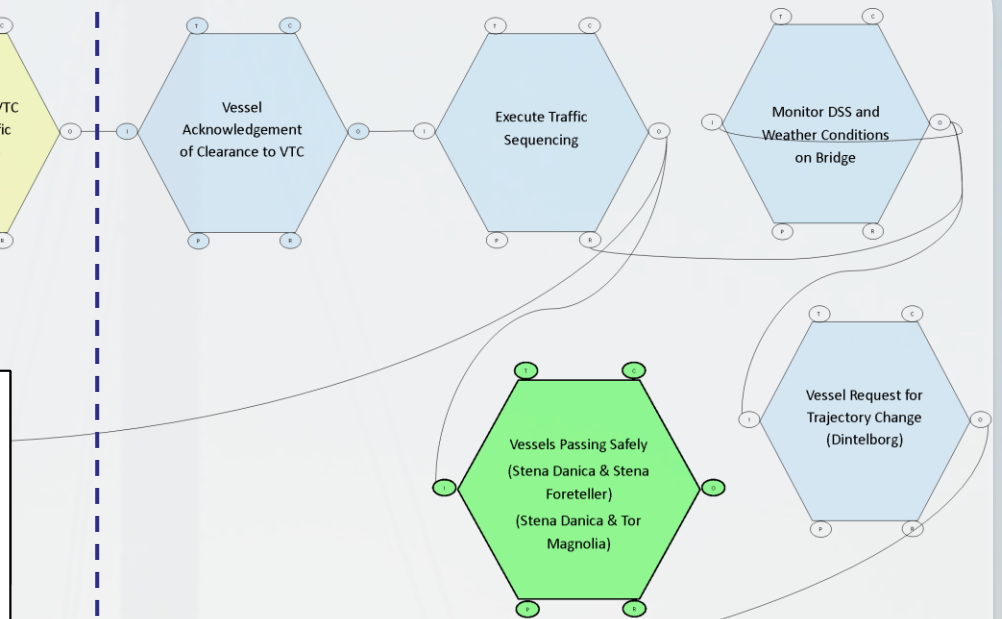 C
VTC
fic
O
R
T
C
I
Vessel
Acknowledgement
of Clearance to VTC
O
P
R
T
C
I
Execute Traffic
Sequencing
O
P
R
T
C
I
Monitor DSS and
Weather Conditions
on Bridge
O
P
R
T
C
I
Vessels Passing Safely
(Stena Danica & Stena
Foreteller)
(Stena Danica & Tor
Magnolia)
O
P
R
T
C
I
Vessel Request for
Trajectory Change
(Dintelborg)
O
P
R